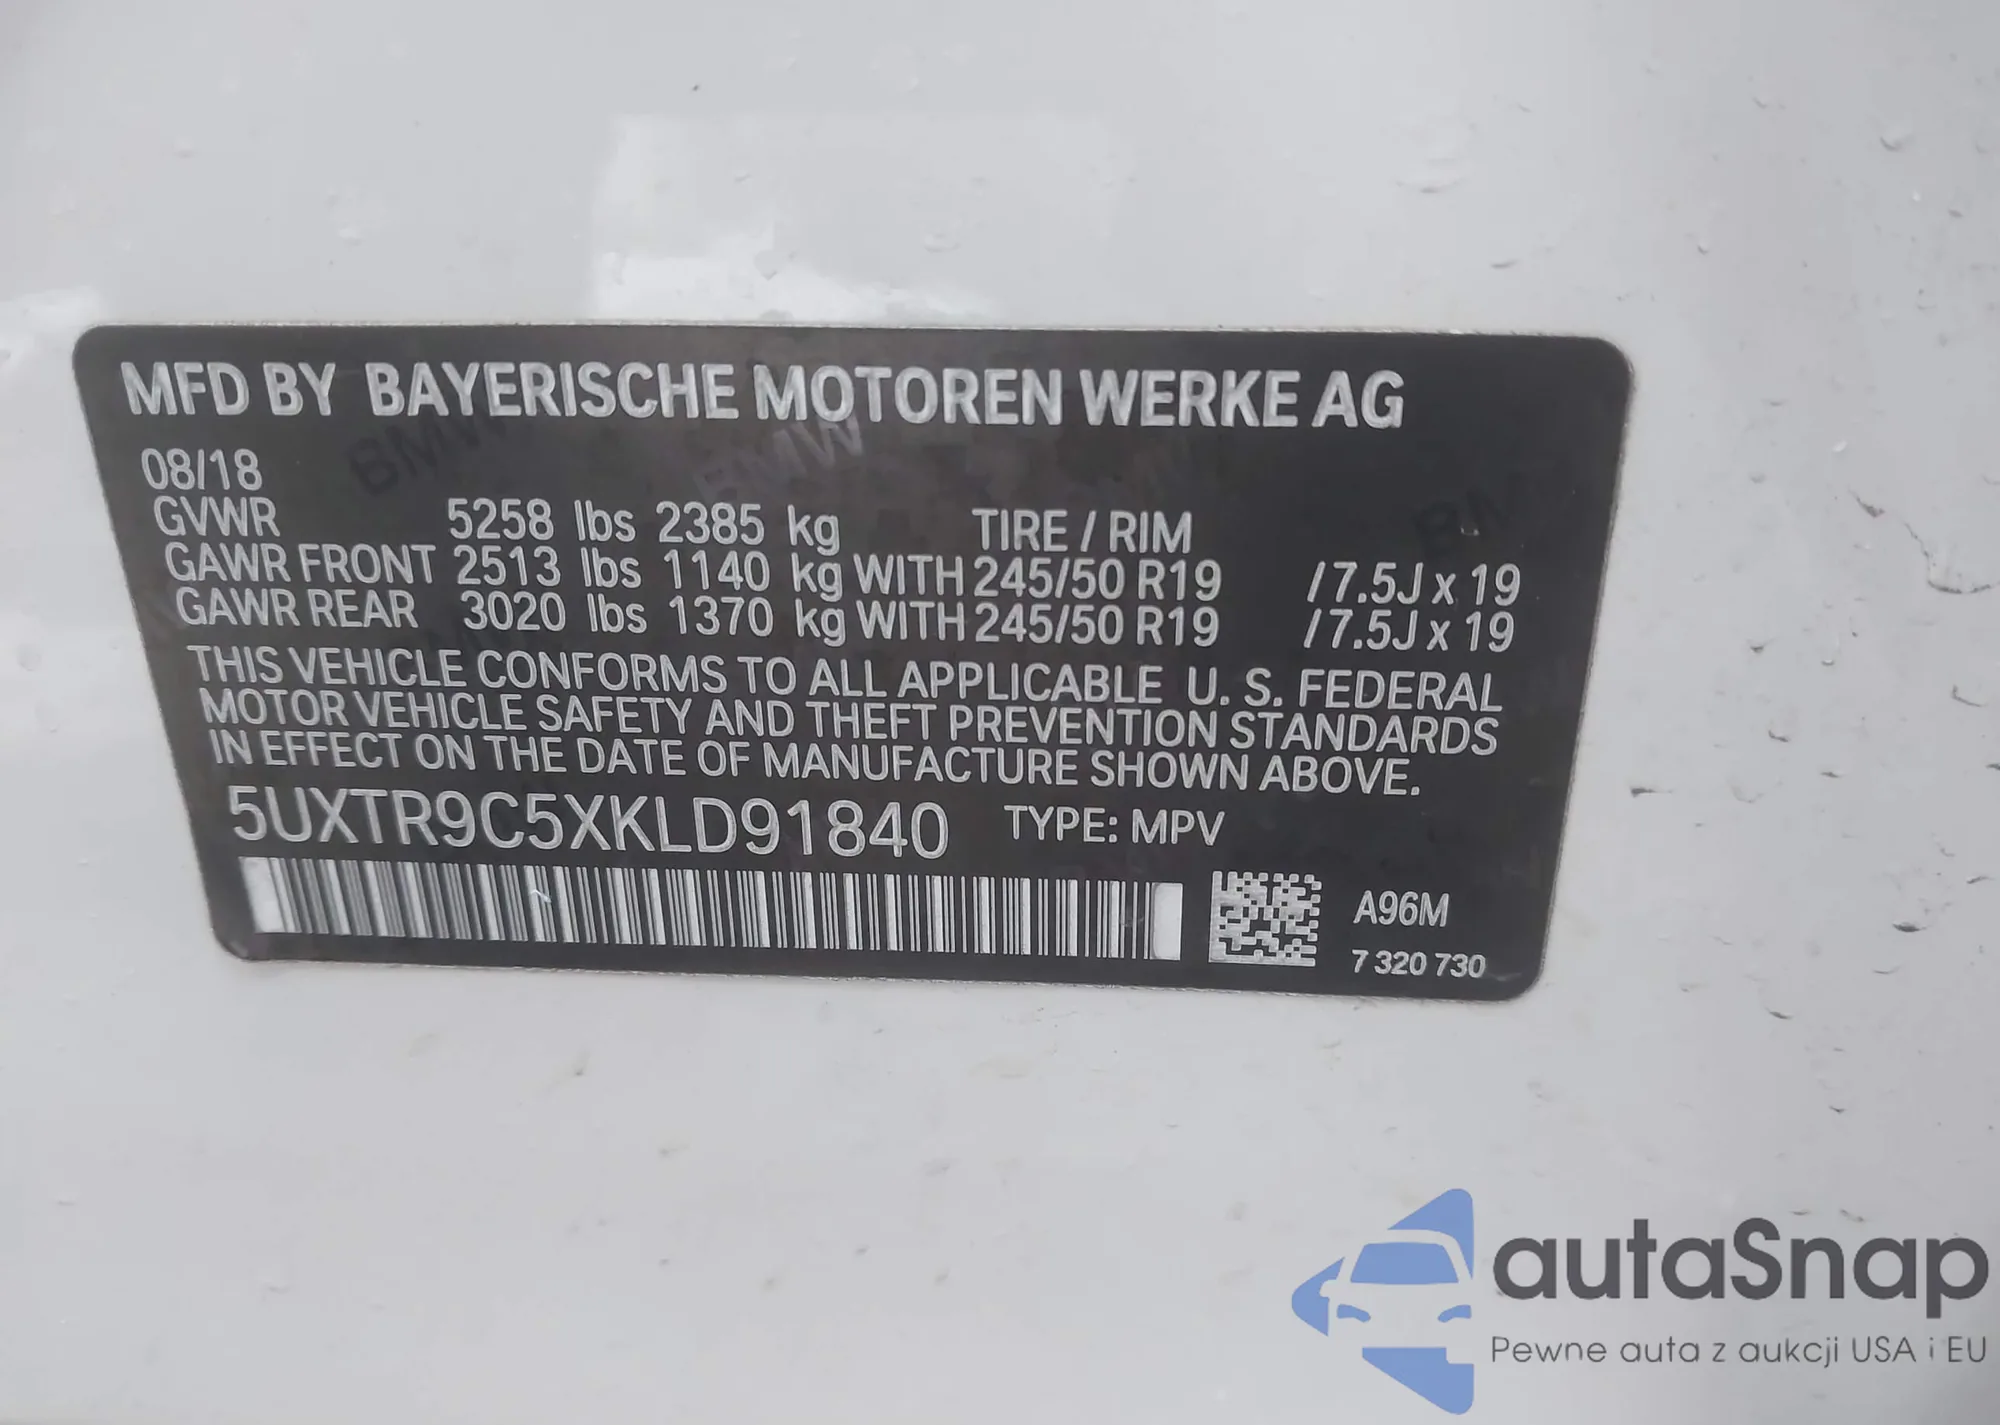 MFD BY BAYERISCHE MOTOREN WERKE AG
08/18
GVWR 5258 lbs 2385 kg TIRE / RIM
GAWR FRONT 2513 lbs 1140 kg WITH 245/50 R19 /7.5J x 19
GAWR REAR 3020 lbs 1370 kg WITH 245/50 R19 /7.5J x 19
THIS VEHICLE CONFORMS TO ALL APPLICABLE U. S. FEDERAL
MOTOR VEHICLE SAFETY AND THEFT PREVENTION STANDARDS
IN EFFECT ON THE DATE OF MANUFACTURE SHOWN ABOVE.
5UXTR9C5XKLD91840 TYPE: MPV
A96M
7 320 730
autaSnap
Pewne auta z aukcji USA i EU